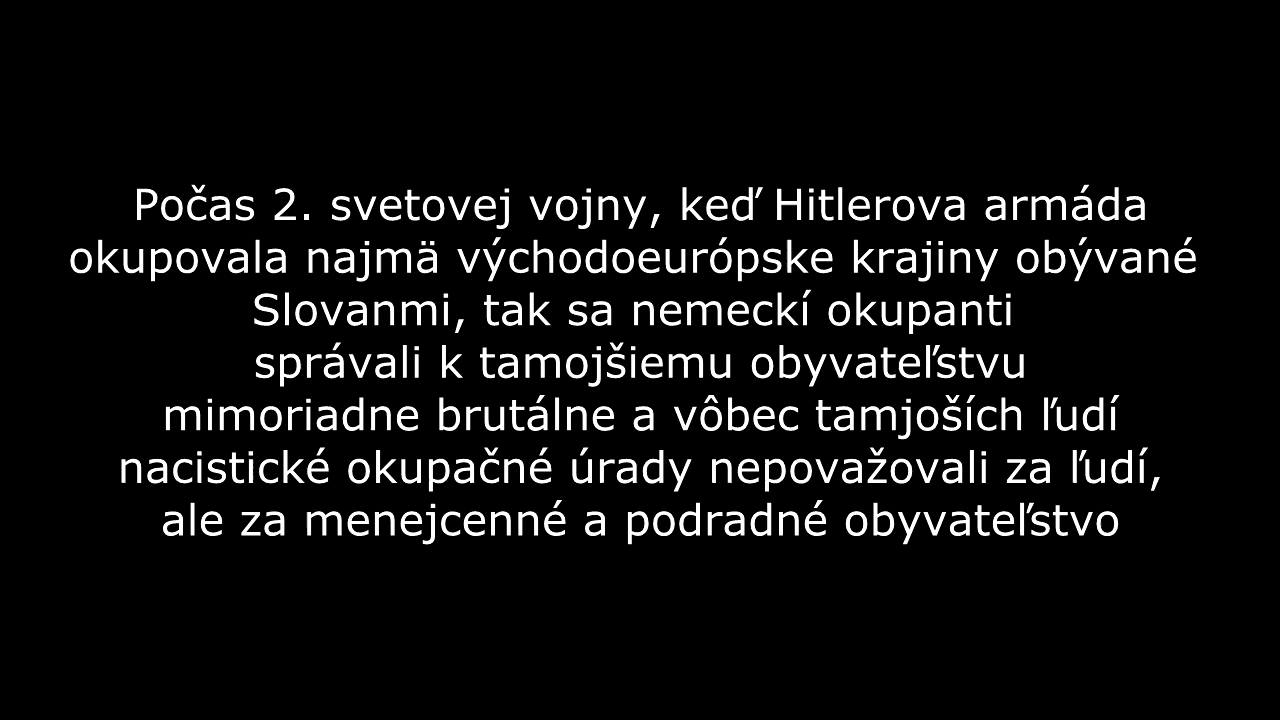 Počas 2. svetovej vojny, keď Hitlerova armáda
okupovala najmä východoeurópske krajiny obývané
Slovanmi, tak sa nemeckí okupanti
správali k tamojšiemu obyvateľstvu
mimoriadne brutálne a vôbec tamjoších ľudí
nacistické okupačné úrady nepovažovali za ľudí,
ale za menejcenné a podradné obyvateľstvo